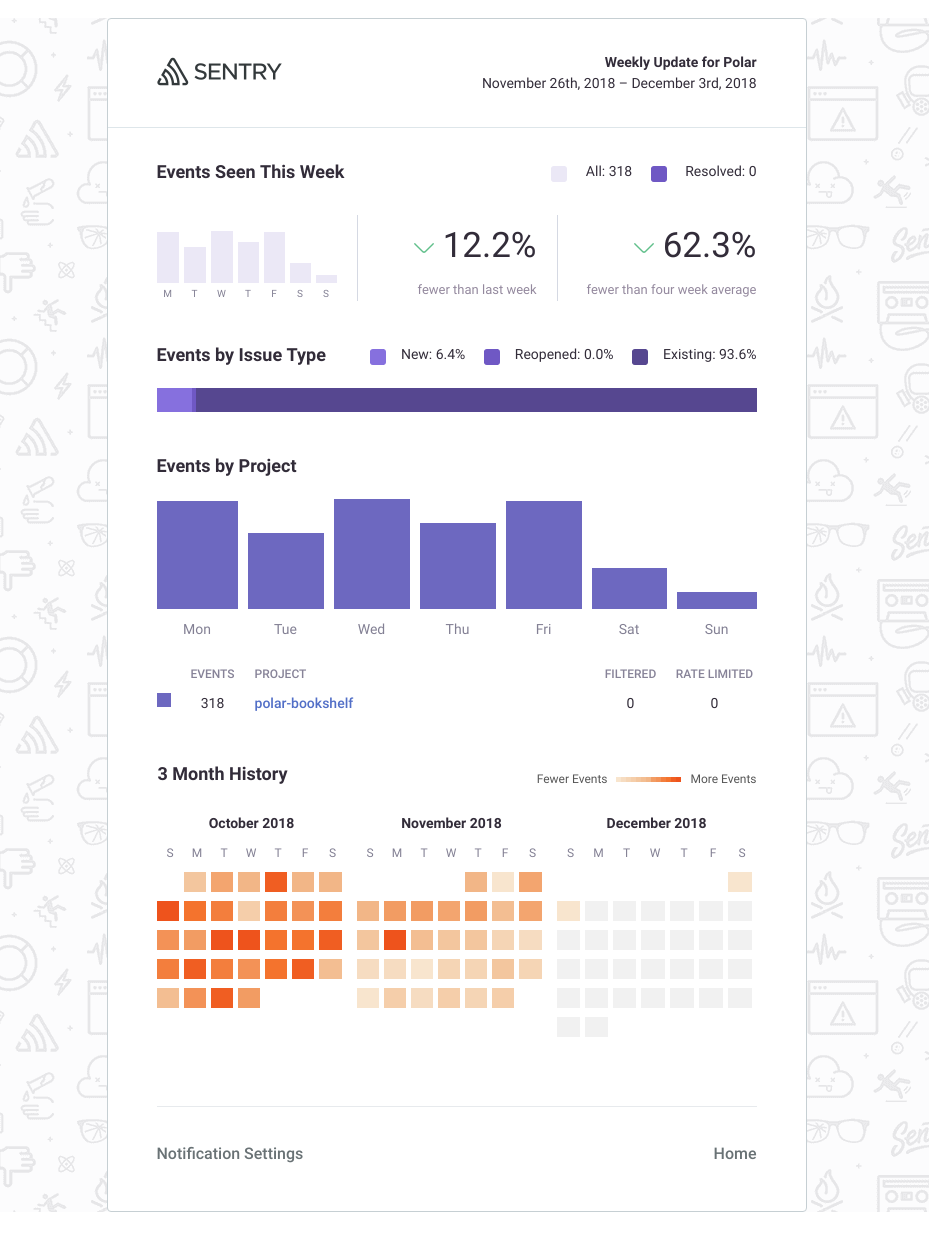 SENTRY
Weekly Update for Polar
November 26th, 2018 – December 3rd, 2018
Events Seen This Week
All: 318 Resolved: 0
12.2%
62.3%
fewer than last week
fewer than four week average
M T W T F S S
Events by Issue Type
New: 6.4% Reopened: 0.0% Existing: 93.6%
Events by Project
Mon Tue Wed Thu Fri Sat Sun
EVENTS PROJECT FILTERED RATE LIMITED
318 polar-bookshelf 0 0
3 Month History
Fewer Events More Events
October 2018 November 2018 December 2018
S M T W T F S S M T W T F S S M T W T F S
Notification Settings Home